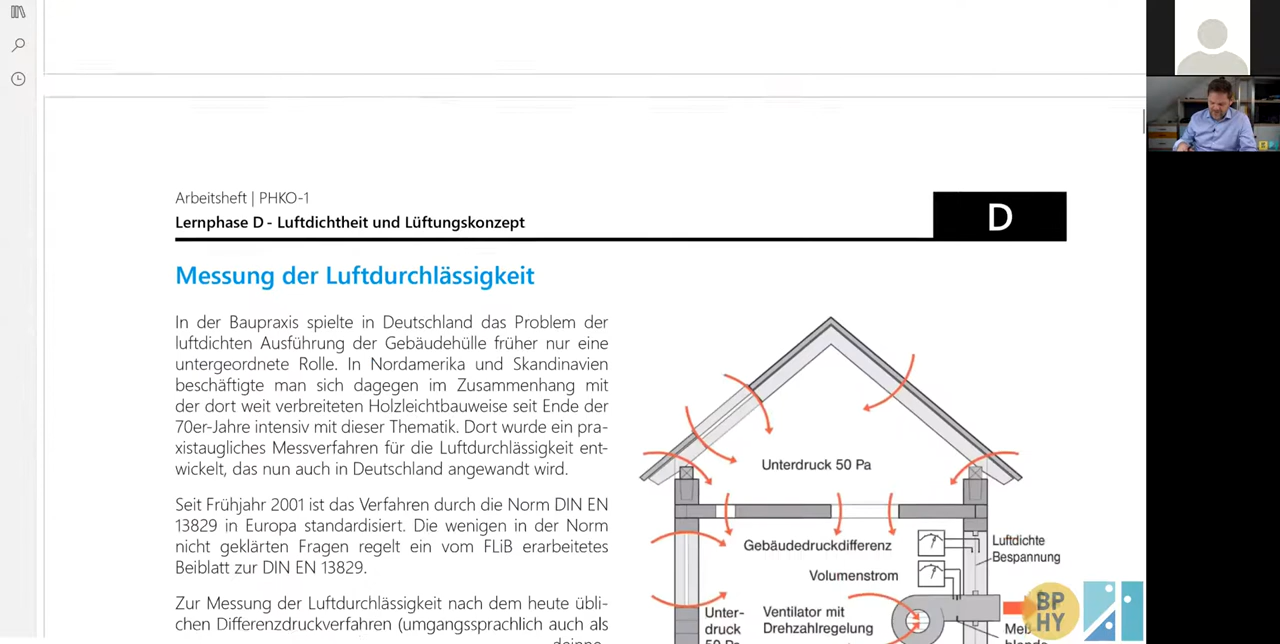 Arbeitsheft | PHKO-1
Lernphase D - Luftdichtheit und Lüftungskonzept
D
Messung der Luftdurchlässigkeit
In der Baupraxis spielte in Deutschland das Problem der
luftdichten Ausführung der Gebäudehülle früher nur eine
untergeordnete Rolle. In Nordamerika und Skandinavien
beschäftigte man sich dagegen im Zusammenhang mit
der dort weit verbreiteten Holzleichtbauweise seit Ende der
70er-Jahre intensiv mit dieser Thematik. Dort wurde ein pra-
xistaugliches Messverfahren für die Luftdurchlässigkeit ent-
wickelt, das nun auch in Deutschland angewandt wird.
Seit Frühjahr 2001 ist das Verfahren durch die Norm DIN EN
13829 in Europa standardisiert. Die wenigen in der Norm
nicht geklärten Fragen regelt ein vom FLiB erarbeitetes
Beiblatt zur DIN EN 13829.
Zur Messung der Luftdurchlässigkeit nach dem heute übli-
chen Differenzdruckverfahren (umgangssprachlich auch als
Unterdruck 50 Pa
Gebäudedruckdifferenz
Luftdichte
Bespannung
Volumenstrom
Unter-
druck
50 Pa
Ventilator mit
Drehzahlregelung
BP
HY